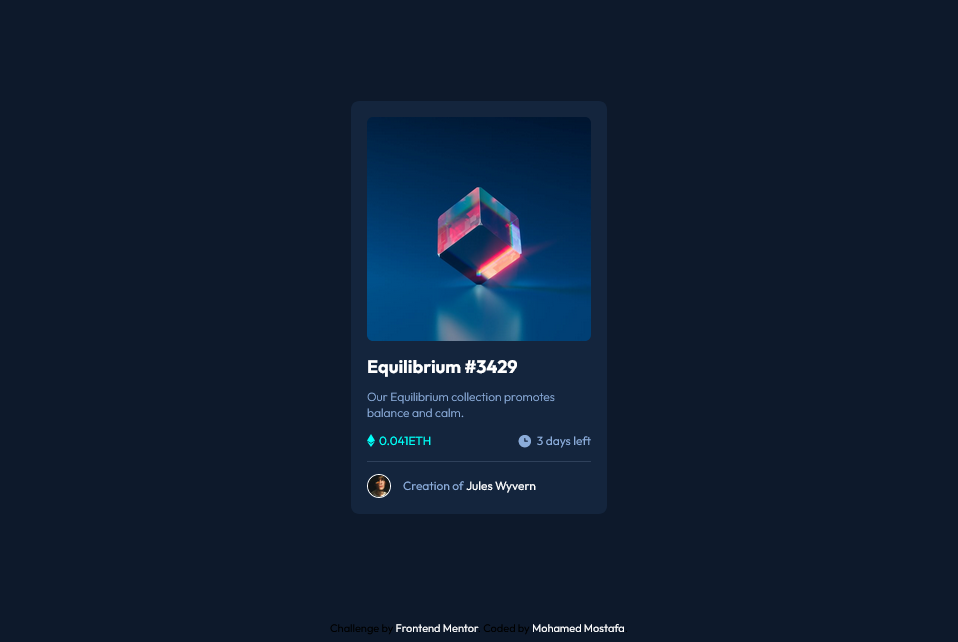 Equilibrium #3429
Our Equilibrium collection promotes
balance and calm.
0.041ETH 3 days left
Creation of Jules Wyvern
Challenge by Frontend Mentor. Coded by Mohamed Mostafa